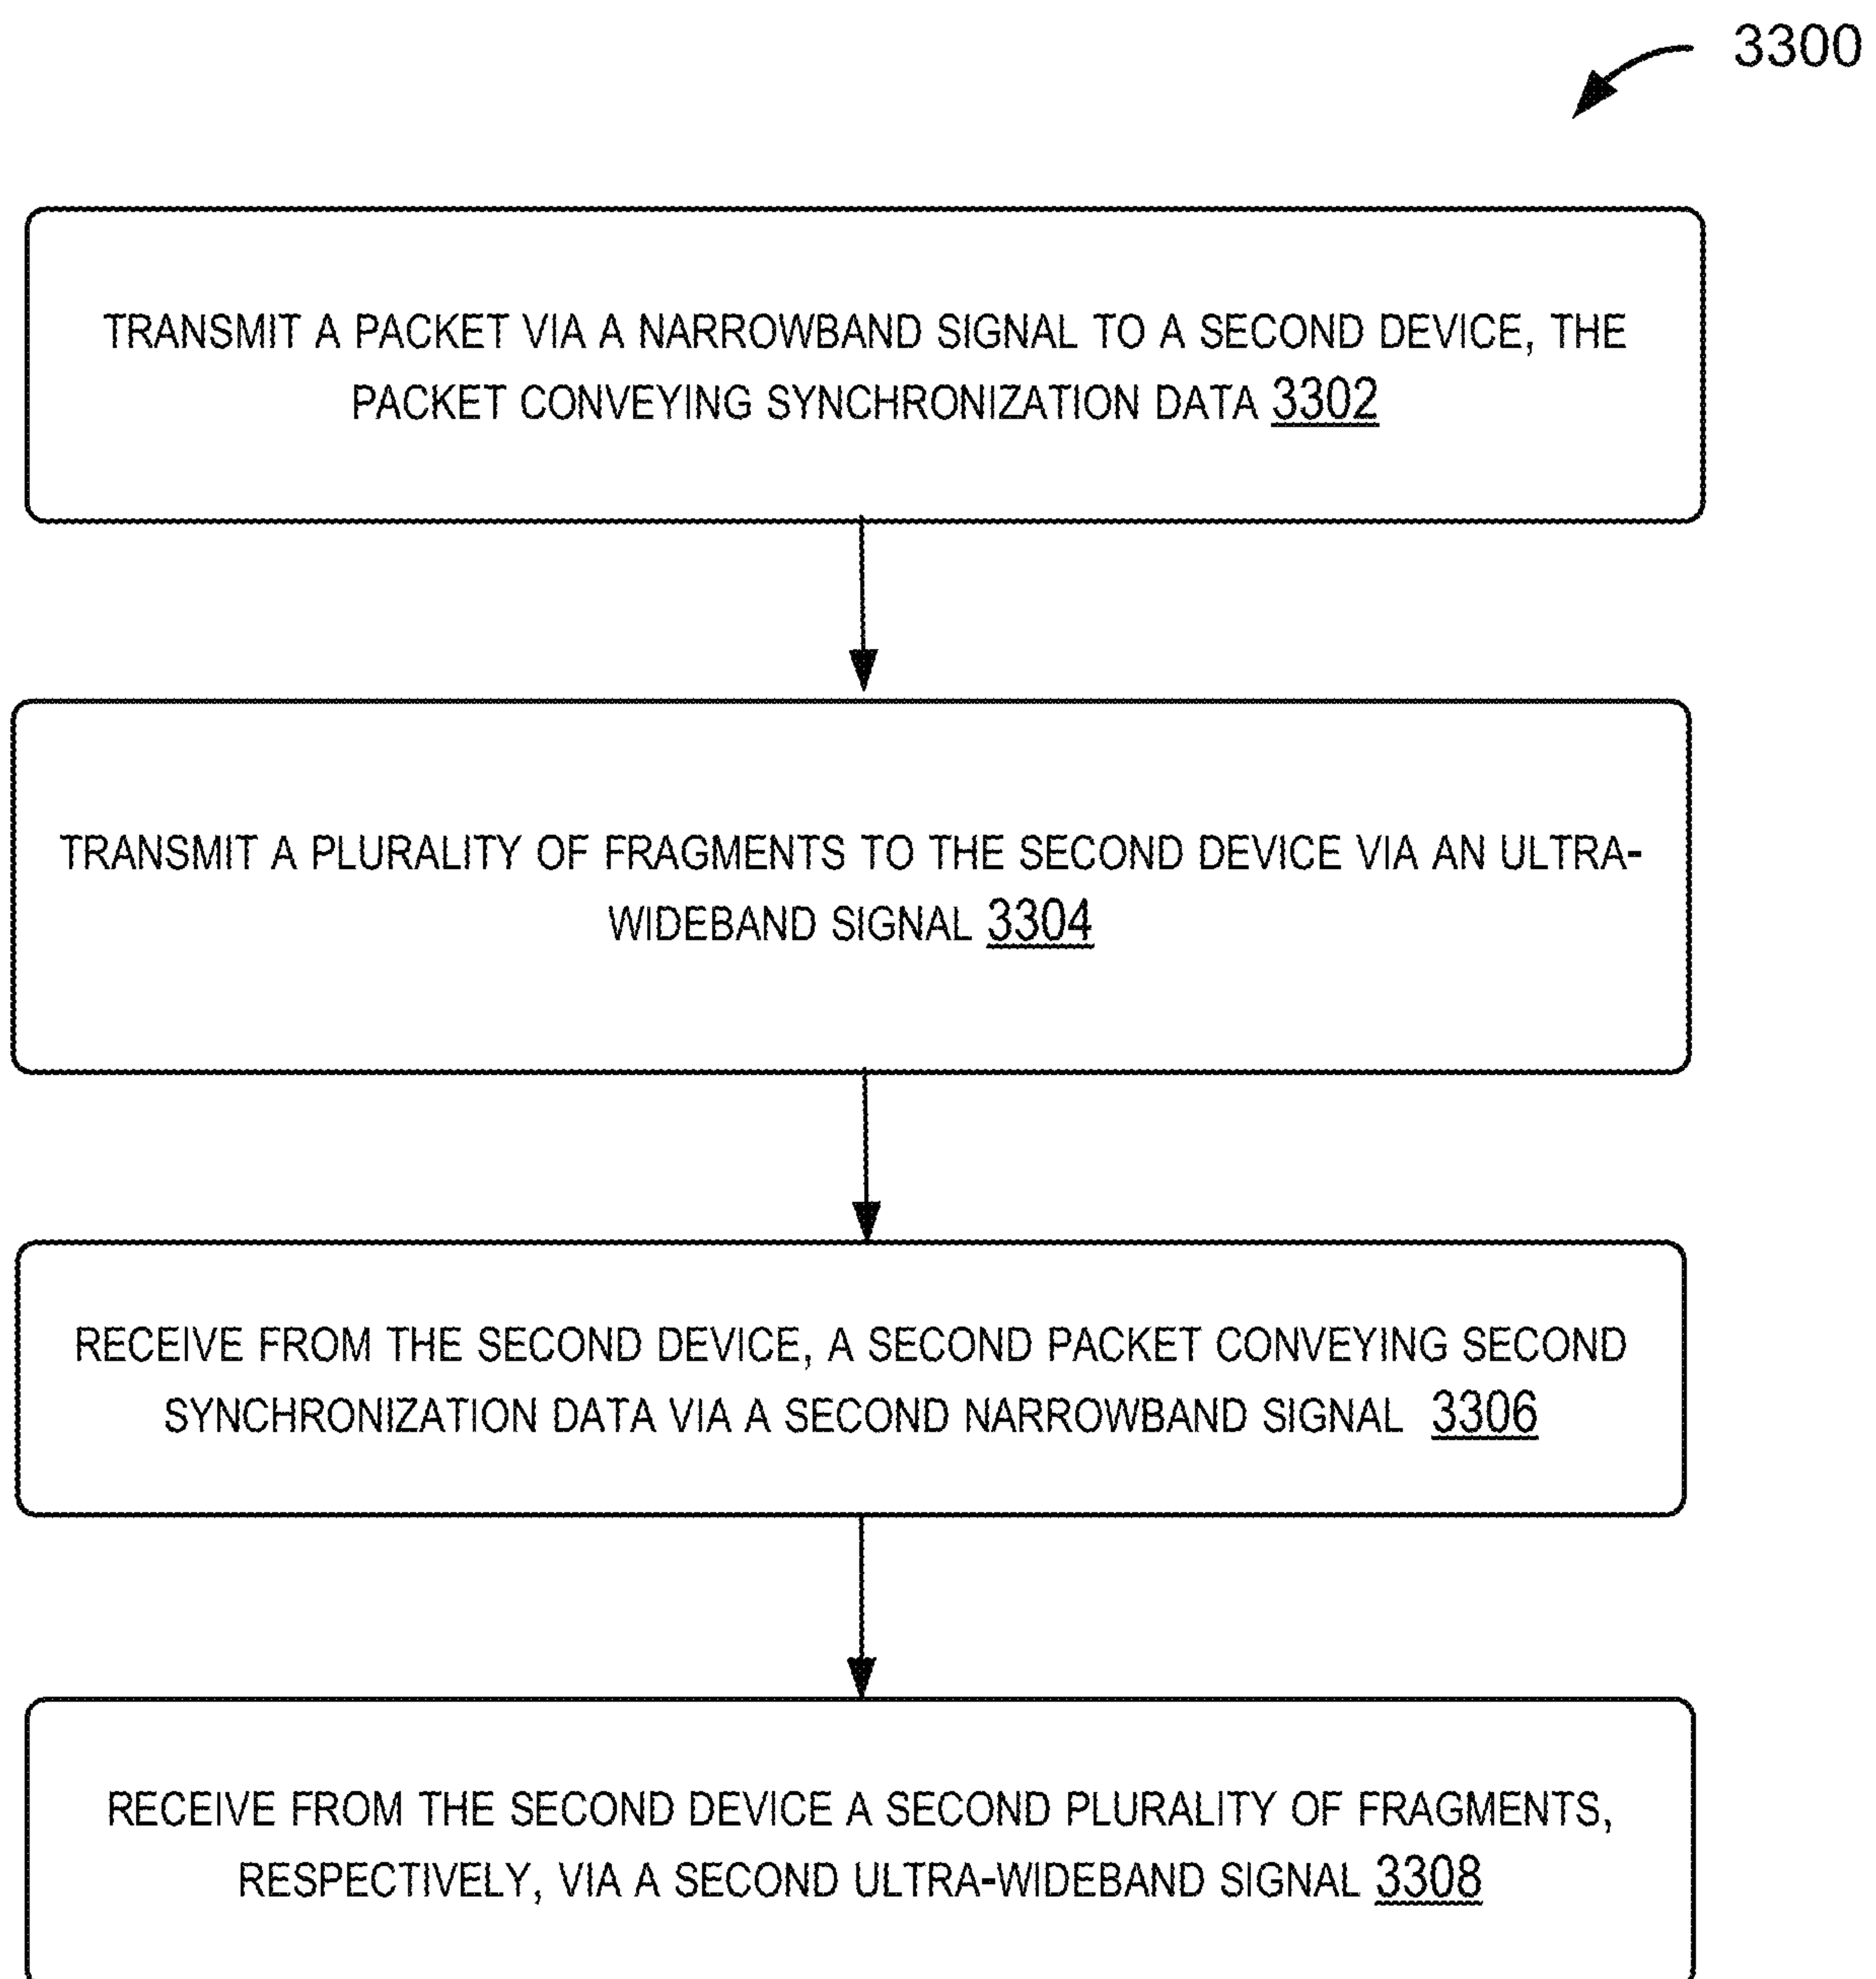 3300
TRANSMIT A PACKET VIA A NARROWBAND SIGNAL TO A SECOND DEVICE, THE
PACKET CONVEYING SYNCHRONIZATION DATA 3302
TRANSMIT A PLURALITY OF FRAGMENTS TO THE SECOND DEVICE VIA AN ULTRA-
WIDEBAND SIGNAL 3304
RECEIVE FROM THE SECOND DEVICE, A SECOND PACKET CONVEYING SECOND
SYNCHRONIZATION DATA VIA A SECOND NARROWBAND SIGNAL 3306
RECEIVE FROM THE SECOND DEVICE A SECOND PLURALITY OF FRAGMENTS,
RESPECTIVELY, VIA A SECOND ULTRA-WIDEBAND SIGNAL 3308